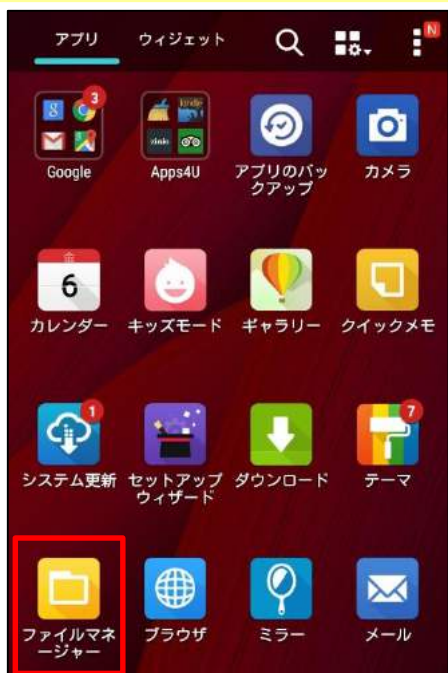 アプリ ウィジェット N
3
Google Apps4U アプリのバッ カメラ
クアップ
金
6
カレンダー キッズモード ギャラリー クイックメモ
1 7
システム更新 セットアップ ダウンロード テーマ
ウィザード
ファイルマネ ブラウザ ミラー メール
ージャー